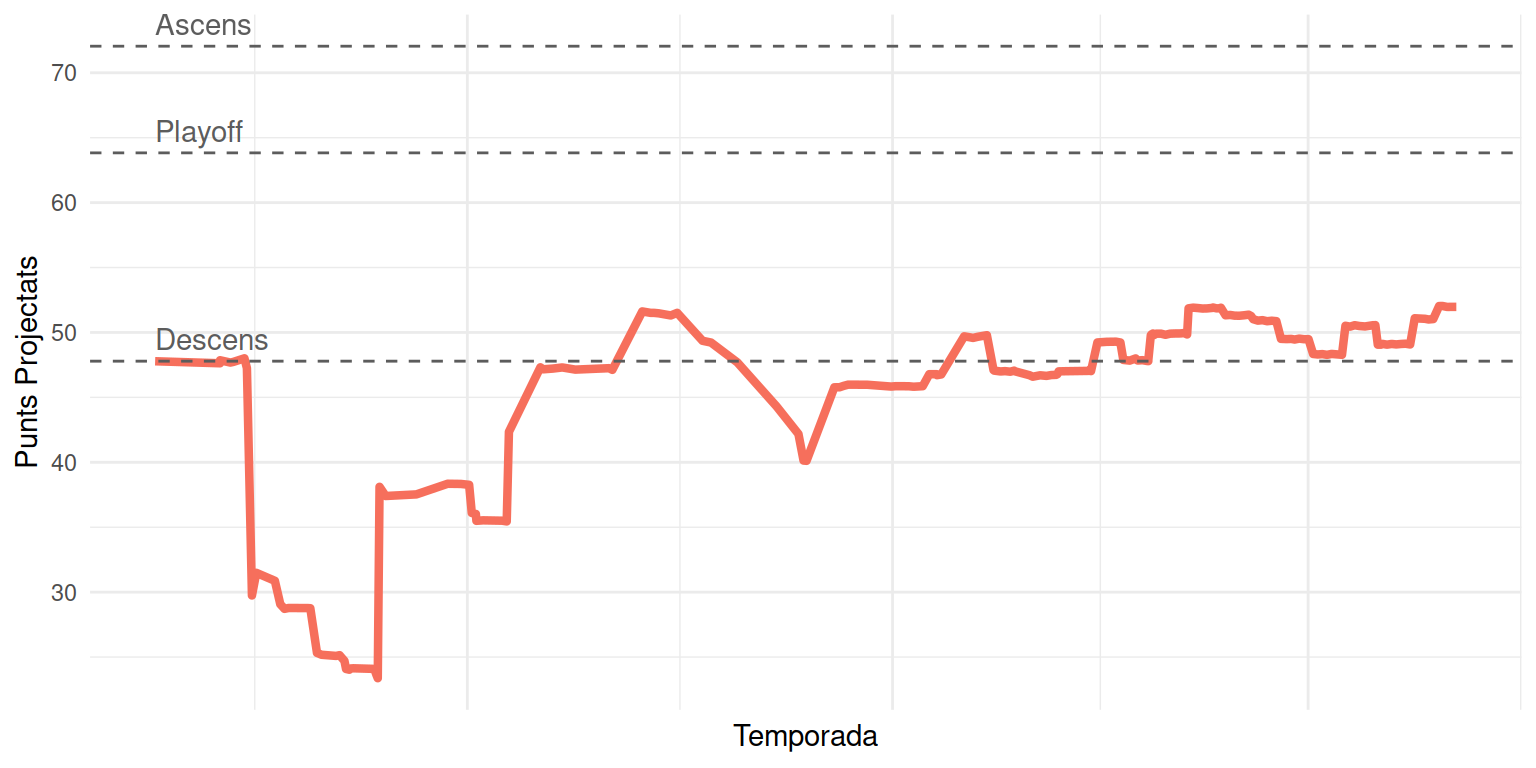 Ascens
70
Playoff
60
Descens
50
40
30
Punts Projectats
Temporada